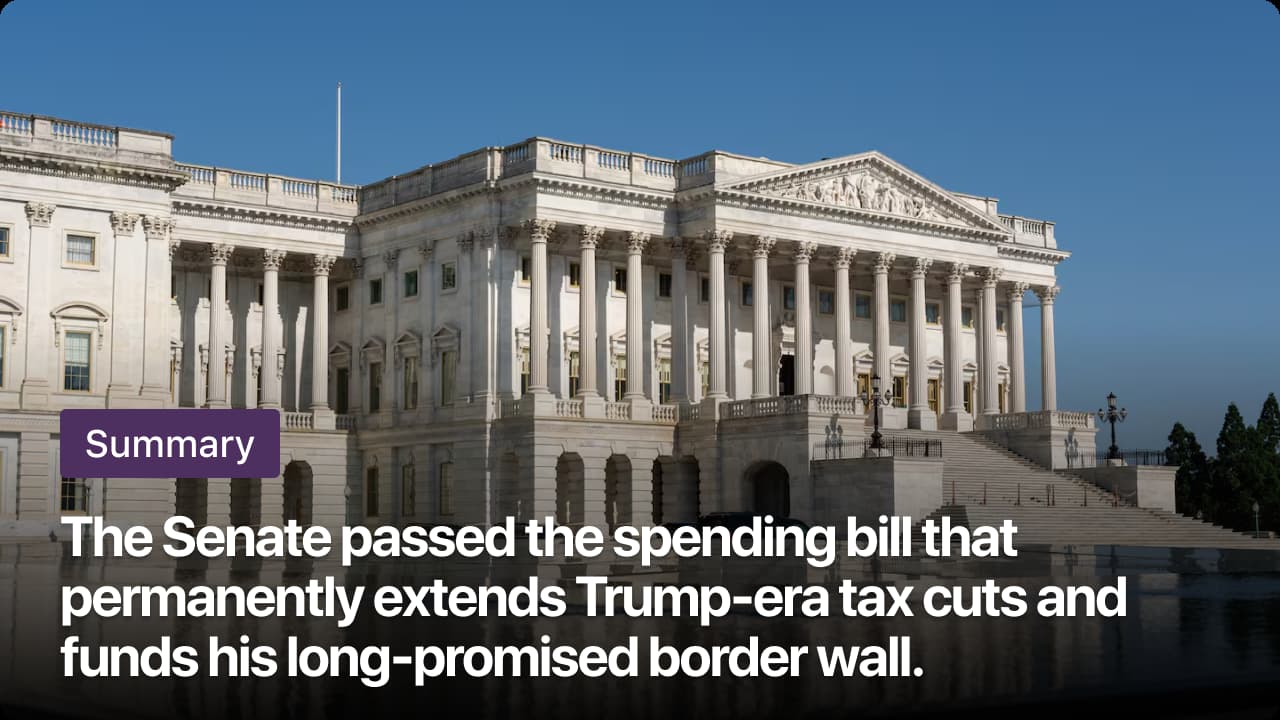 Summary
The Senate passed the spending bill that
permanently extends Trump-era tax cuts and
funds his long-promised border wall.